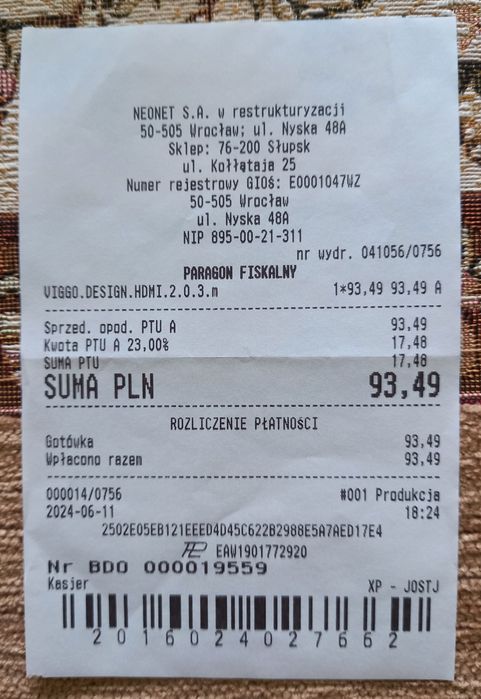 NEONET S.A. w restrukturyzacji
50-505 Wrocław; ul. Nyska 48A
Sklep: 76-200 Słupsk
ul. Kołłątaja 25
Numer rejestrowy GIOś: E0001047WZ
50-505 Wrocław
ul. Nyska 48A
NIP 895-00-21-311
nr wydr. 041056/0756
PARAGON FISKALNY
VIGGO.DESIGN.HDMI.2.0.3.m 1*93,49 93,49 A
Sprzed. opod. PTU A 93,49
Kwota PTU A 23,00% 17,48
SUMA PTU 17,48
SUMA PLN 93,49
ROZLICZENIE PŁATNOŚCI
Gotówka 93,49
Wpłacono razem 93,49
000014/0756 #001 Produkcja
2024-06-11 18:24
2502E05EB121EEED4D45C622B2988E5A7AED17E4
EAW1901772920
Nr BDO 000019559
Kasjer XP - JOSTJ
2016024027662